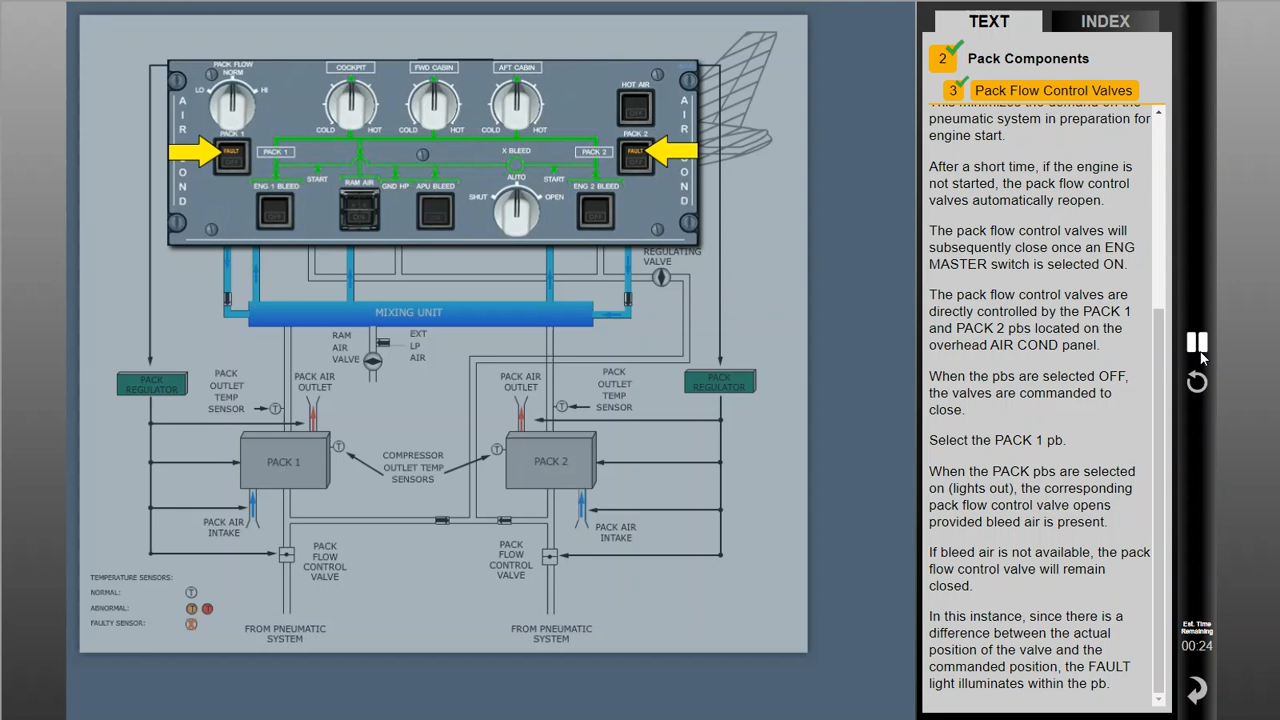 PACK FLOW
NORM
LO
HI
COCKPIT
FWD CABIN
AFT CABIN
HOT AIR
COLD
HOT
COLD
HOT
COLD
HOT
AIR COND
AIR COND
PACK 1
FAULT
OFF
PACK 1
X BLEED
PACK 2
PACK 2
FAULT
OFF
START
START
ENG 1 BLEED
RAM AIR
GND HP
APU BLEED
AUTO
SHUT
OPEN
ENG 2 BLEED
OFF
ON
OFF
REGULATING
VALVE
MIXING UNIT
RAM
AIR
VALVE
EXT
LP
AIR
PACK
REGULATOR
PACK
OUTLET
TEMP
SENSOR
T
PACK AIR
OUTLET
PACK AIR
OUTLET
T
PACK
OUTLET
TEMP
SENSOR
PACK
REGULATOR
PACK 1
T
COMPRESSOR
OUTLET TEMP
SENSORS
T
PACK 2
PACK AIR
INTAKE
PACK AIR
INTAKE
PACK
FLOW
CONTROL
VALVE
PACK
FLOW
CONTROL
VALVE
TEMPERATURE SENSORS:
NORMAL:
T
ABNORMAL:
T
T
FAULTY SENSOR:
FROM PNEUMATIC
SYSTEM
FROM PNEUMATIC
SYSTEM
TEXT
INDEX
2
Pack Components
3
Pack Flow Control Valves
This minimizes the demand on the
pneumatic system in preparation for
engine start.
After a short time, if the engine is
not started, the pack flow control
valves automatically reopen.
The pack flow control valves will
subsequently close once an ENG
MASTER switch is selected ON.
The pack flow control valves are
directly controlled by the PACK 1
and PACK 2 pbs located on the
overhead AIR COND panel.
When the pbs are selected OFF,
the valves are commanded to
close.
Select the PACK 1 pb.
When the PACK pbs are selected
on (lights out), the corresponding
pack flow control valve opens
provided bleed air is present.
If bleed air is not available, the pack
flow control valve will remain
closed.
In this instance, since there is a
difference between the actual
position of the valve and the
commanded position, the FAULT
light illuminates within the pb.
Est. Time
Remaining
00:24